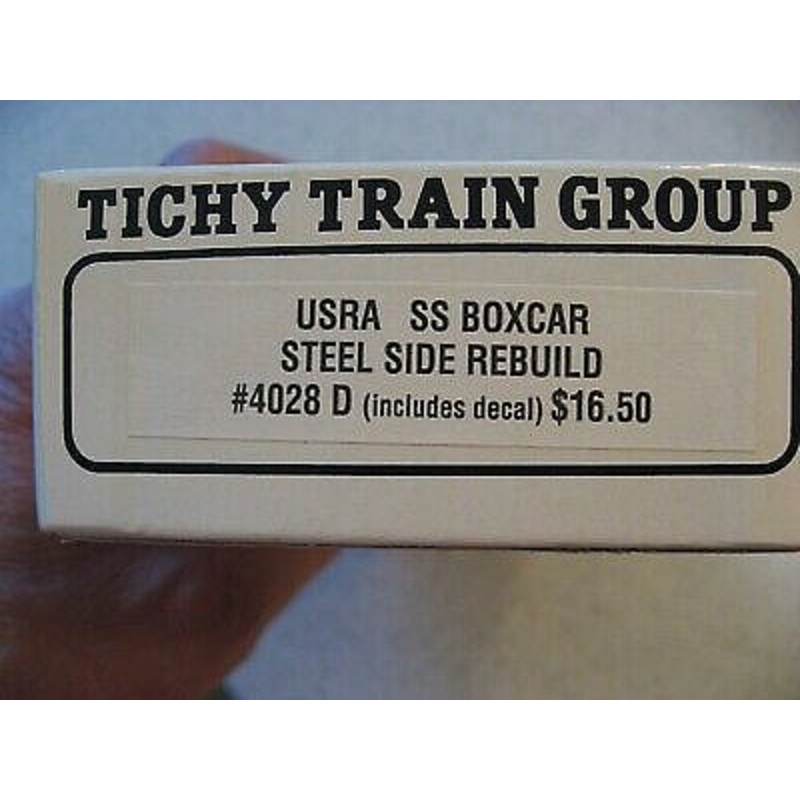 TICHY TRAIN GROUP
USRA SS BOXCAR
STEEL SIDE REBUILD
#4028 D (includes decal) $16.50